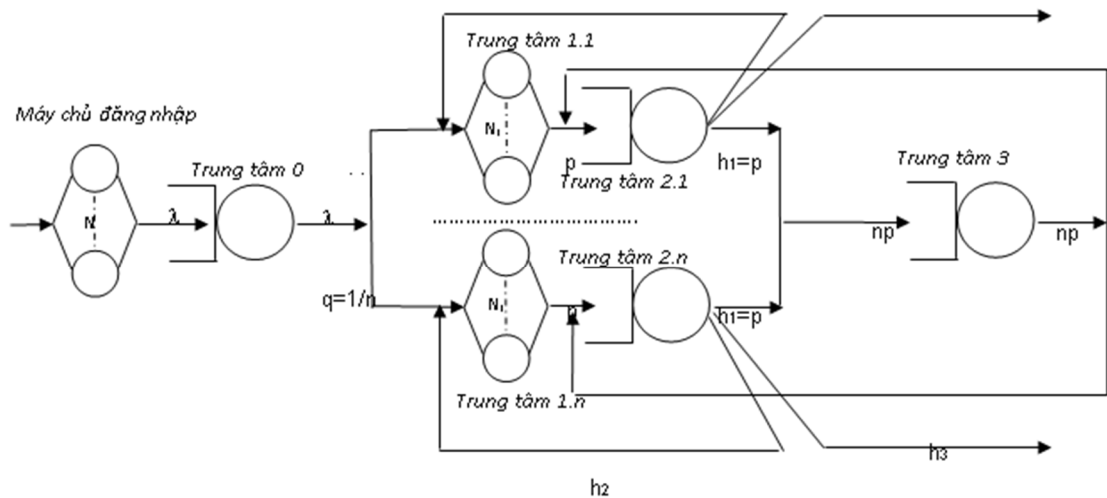 Trung tâm 1.1
Máy chủ đăng nhập
Trung tâm 0
N₁
p
h₁=p
Trung tâm 3
Trung tâm 2.1
N
λ
λ
. .
np
np
Trung tâm 2.n
q=1/n
N₁
p
h₁=p
Trung tâm 1.n
h₃
h₂